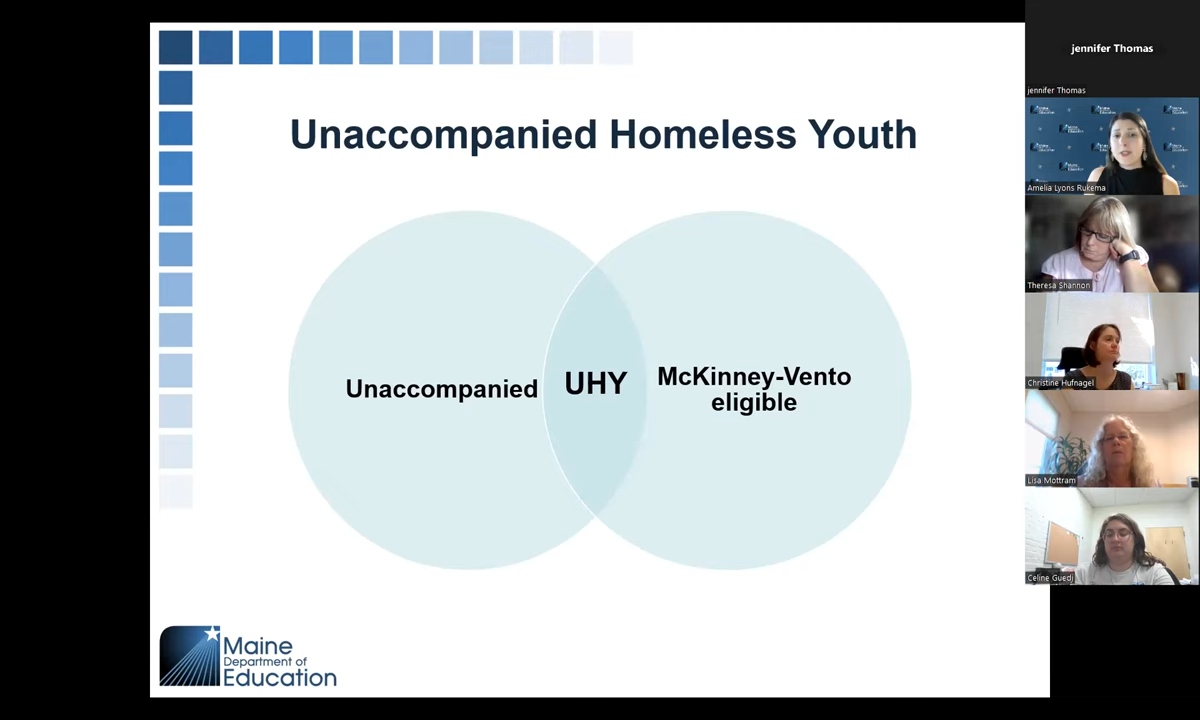 Unaccompanied Homeless Youth
Unaccompanied
UHY
McKinney-Vento
eligible
Maine
Department of
Education
jennifer Thomas
jennifer Thomas
Amelia Lyons Rukema
Theresa Shannon
Christine Hufnagel
Lisa Mottram
Celine Guedj